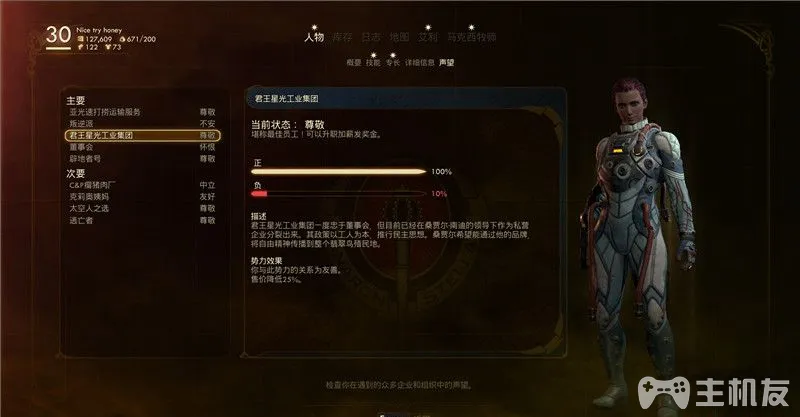 30
Nice try honey
127,609 671/200
122 73
人物 库存 日志 地图 艾利 马克西牧师
概要 技能 专长 详细信息 声望
主要
亚光速打捞运输服务 尊敬
叛逆派 不安
君王星光工业集团 尊敬
董事会 怀恨
辟地者号 尊敬
次要
C&P瘤猪肉厂 中立
克莉奥姨妈 友好
太空人之选 尊敬
逃亡者 尊敬
君王星光工业集团
当前状态： 尊敬
堪称最佳员工！可以升职加薪发奖金。
正
100%
负
10%
描述
君王星光工业集团一度忠于董事会，但目前已经在桑贾尔·南迪的领导下作为私营
企业分裂出来。其政策以工人为本，推行民主思想。桑贾尔希望能通过他的品牌，
将自由精神传播到整个翡翠鸟殖民地。
势力效果
你与此势力的关系为友善。
售价降低25%。
检查你在遇到的众多企业和组织中的声望。
主机友